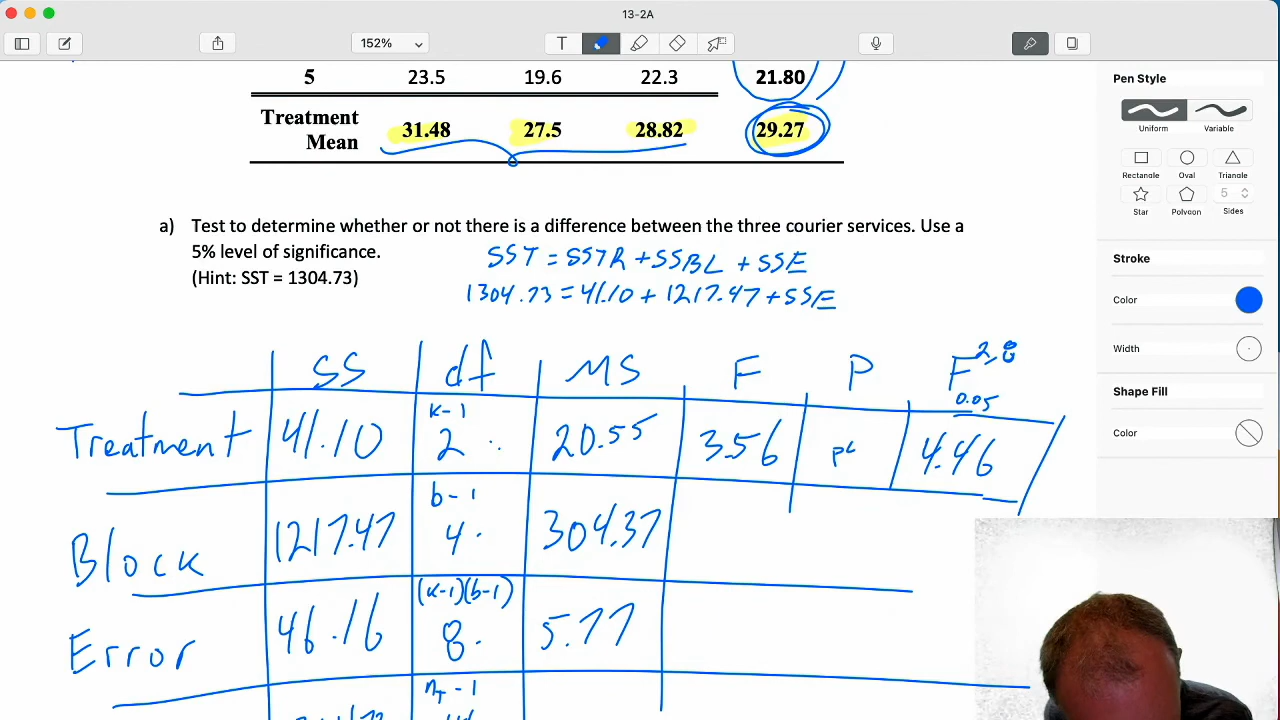 13-2A
152%
T
5 23.5 19.6 22.3 21.80
Treatment Mean 31.48 27.5 28.82 29.27
a) Test to determine whether or not there is a difference between the three courier services. Use a
5% level of significance.
(Hint: SST = 1304.73)
SST = SSTR + SSBL + SSE
1304.73 = 41.10 + 1217.47 + SSE
SS df MS F P F 2,8 0.05
k-1
Treatment 41.10 2 20.55 3.56 4.46
b-1
Block 1217.47 4 304.37
(k-1)(b-1)
Error 46.16 8 5.77
nT-1
Pen Style
Uniform Variable
Rectangle Oval Triangle
5
Star Polygon Sides
Stroke
Color
Width
Shape Fill
Color